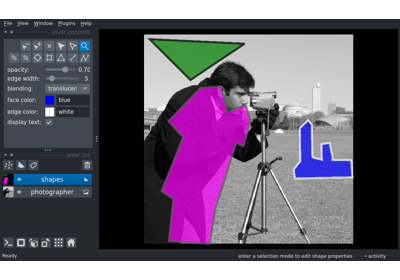 File View Window Plugins Help
layer controls
opacity: 0.70
edge width: 5
blending: translucen
face color: blue
edge color: white
display text:
layer list
shapes
photographer
Ready enter a selection mode to edit shape properties activity